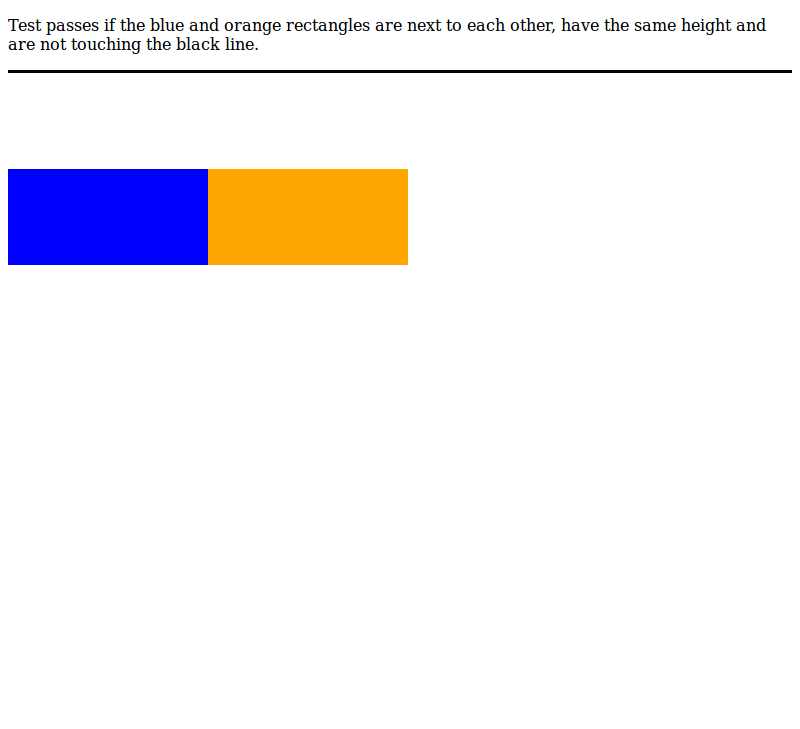 Test passes if the blue and orange rectangles are next to each other, have the same height and
are not touching the black line.